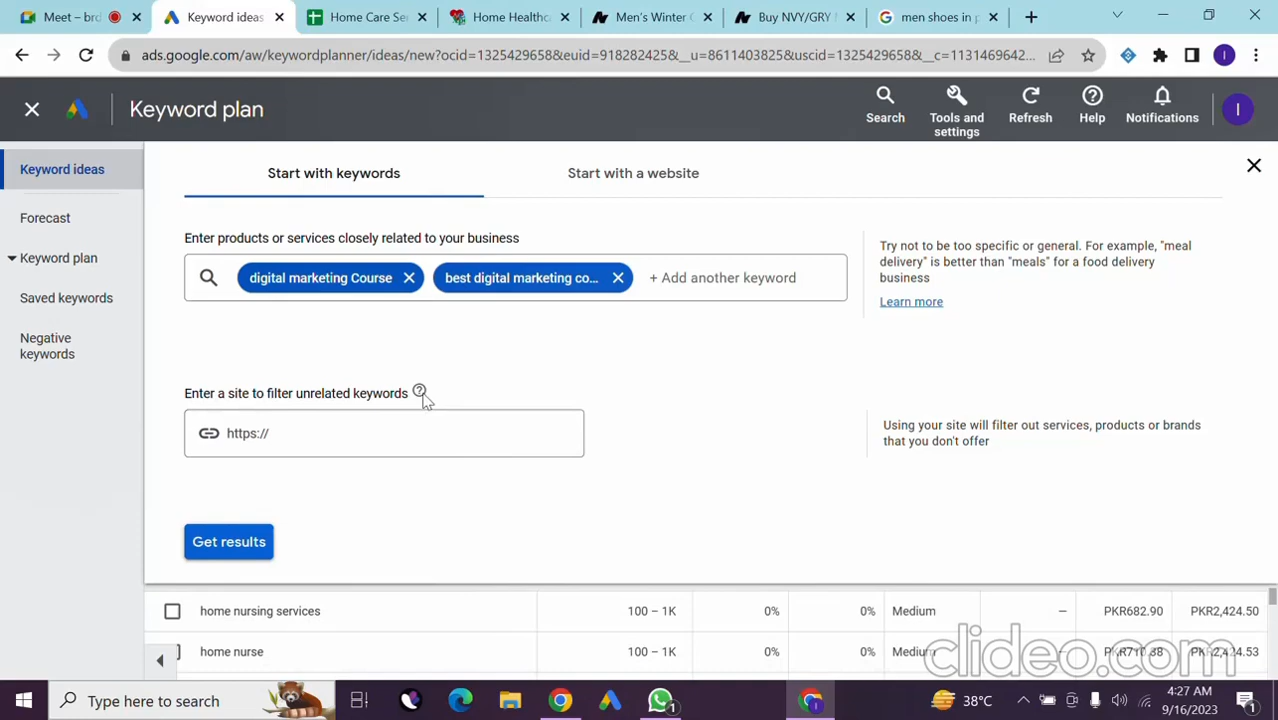 Meet – brd
Keyword ideas
Home Care Se
Home Healthc
Men's Winter
Buy NVY/GRY
men shoes in p
ads.google.com/aw/keywordplanner/ideas/new?ocid=1325429658&euid=918282425&__u=8611403825&uscid=1325429658&__c=1131469642...
I
Keyword plan
Search
Tools and
settings
Refresh
Help
Notifications
I
Keyword ideas
Forecast
Keyword plan
Saved keywords
Negative
keywords
Start with keywords
Start with a website
Enter products or services closely related to your business
digital marketing Course
best digital marketing co...
+ Add another keyword
Try not to be too specific or general. For example, "meal
delivery" is better than "meals" for a food delivery
business
Learn more
Enter a site to filter unrelated keywords
https://
Using your site will filter out services, products or brands
that you don't offer
Get results
home nursing services 100 – 1K 0% 0% Medium – PKR682.90 PKR2,424.50
home nurse 100 – 1K 0% 0% Medium – PKR710.38 PKR2,424.53
clideo.com
Type here to search
1
38°C
4:27 AM
9/16/2023
1